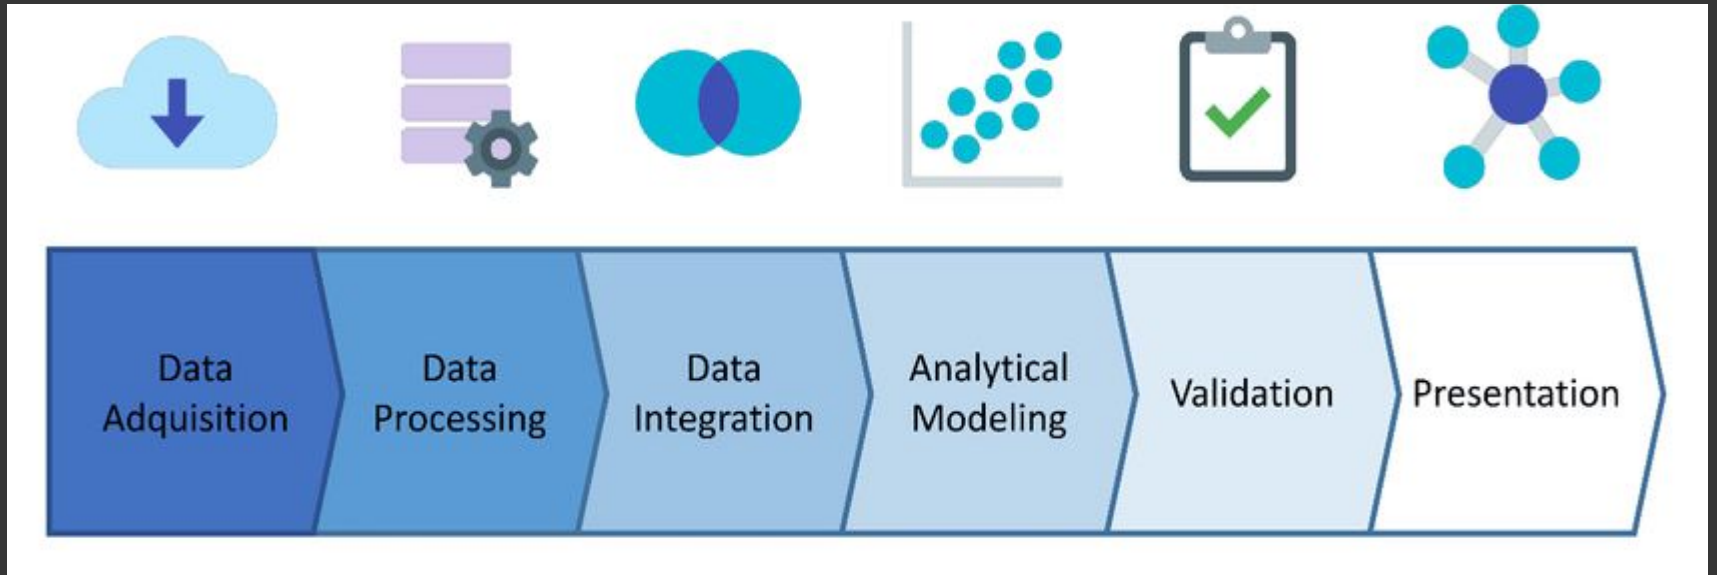 Data
Adquisition
Data
Processing
Data
Integration
Analytical
Modeling
Validation
Presentation